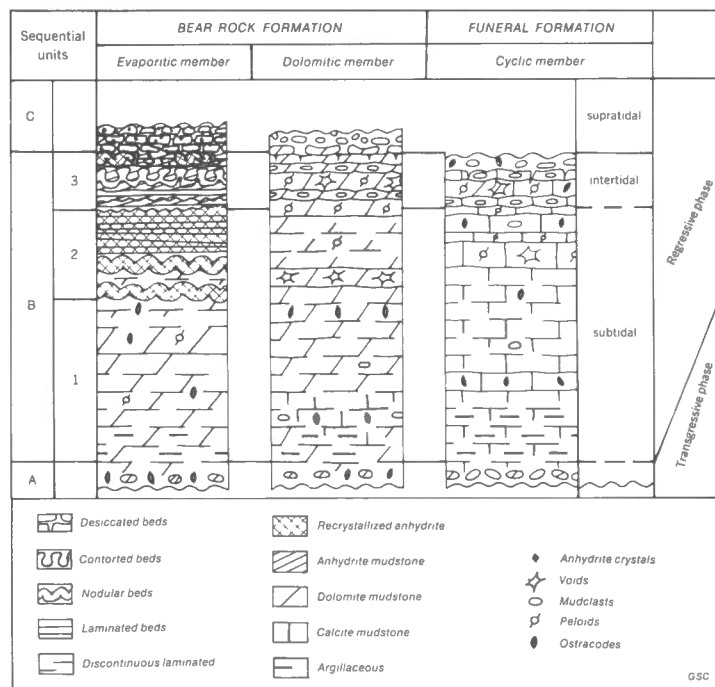 Sequential
units
BEAR ROCK FORMATION
FUNERAL FORMATION
Evaporitic member
Dolomitic member
Cyclic member
C
supratidal
3
intertidal
2
B
subtidal
1
A
Regressive phase
Transgressive phase
Desiccated beds
Contorted beds
Nodular beds
Laminated beds
Discontinuous laminated
Recrystallized anhydrite
Anhydrite mudstone
Dolomite mudstone
Calcite mudstone
Argillaceous
Anhydrite crystals
Voids
Mudclasts
Peloids
Ostracodes
GSC